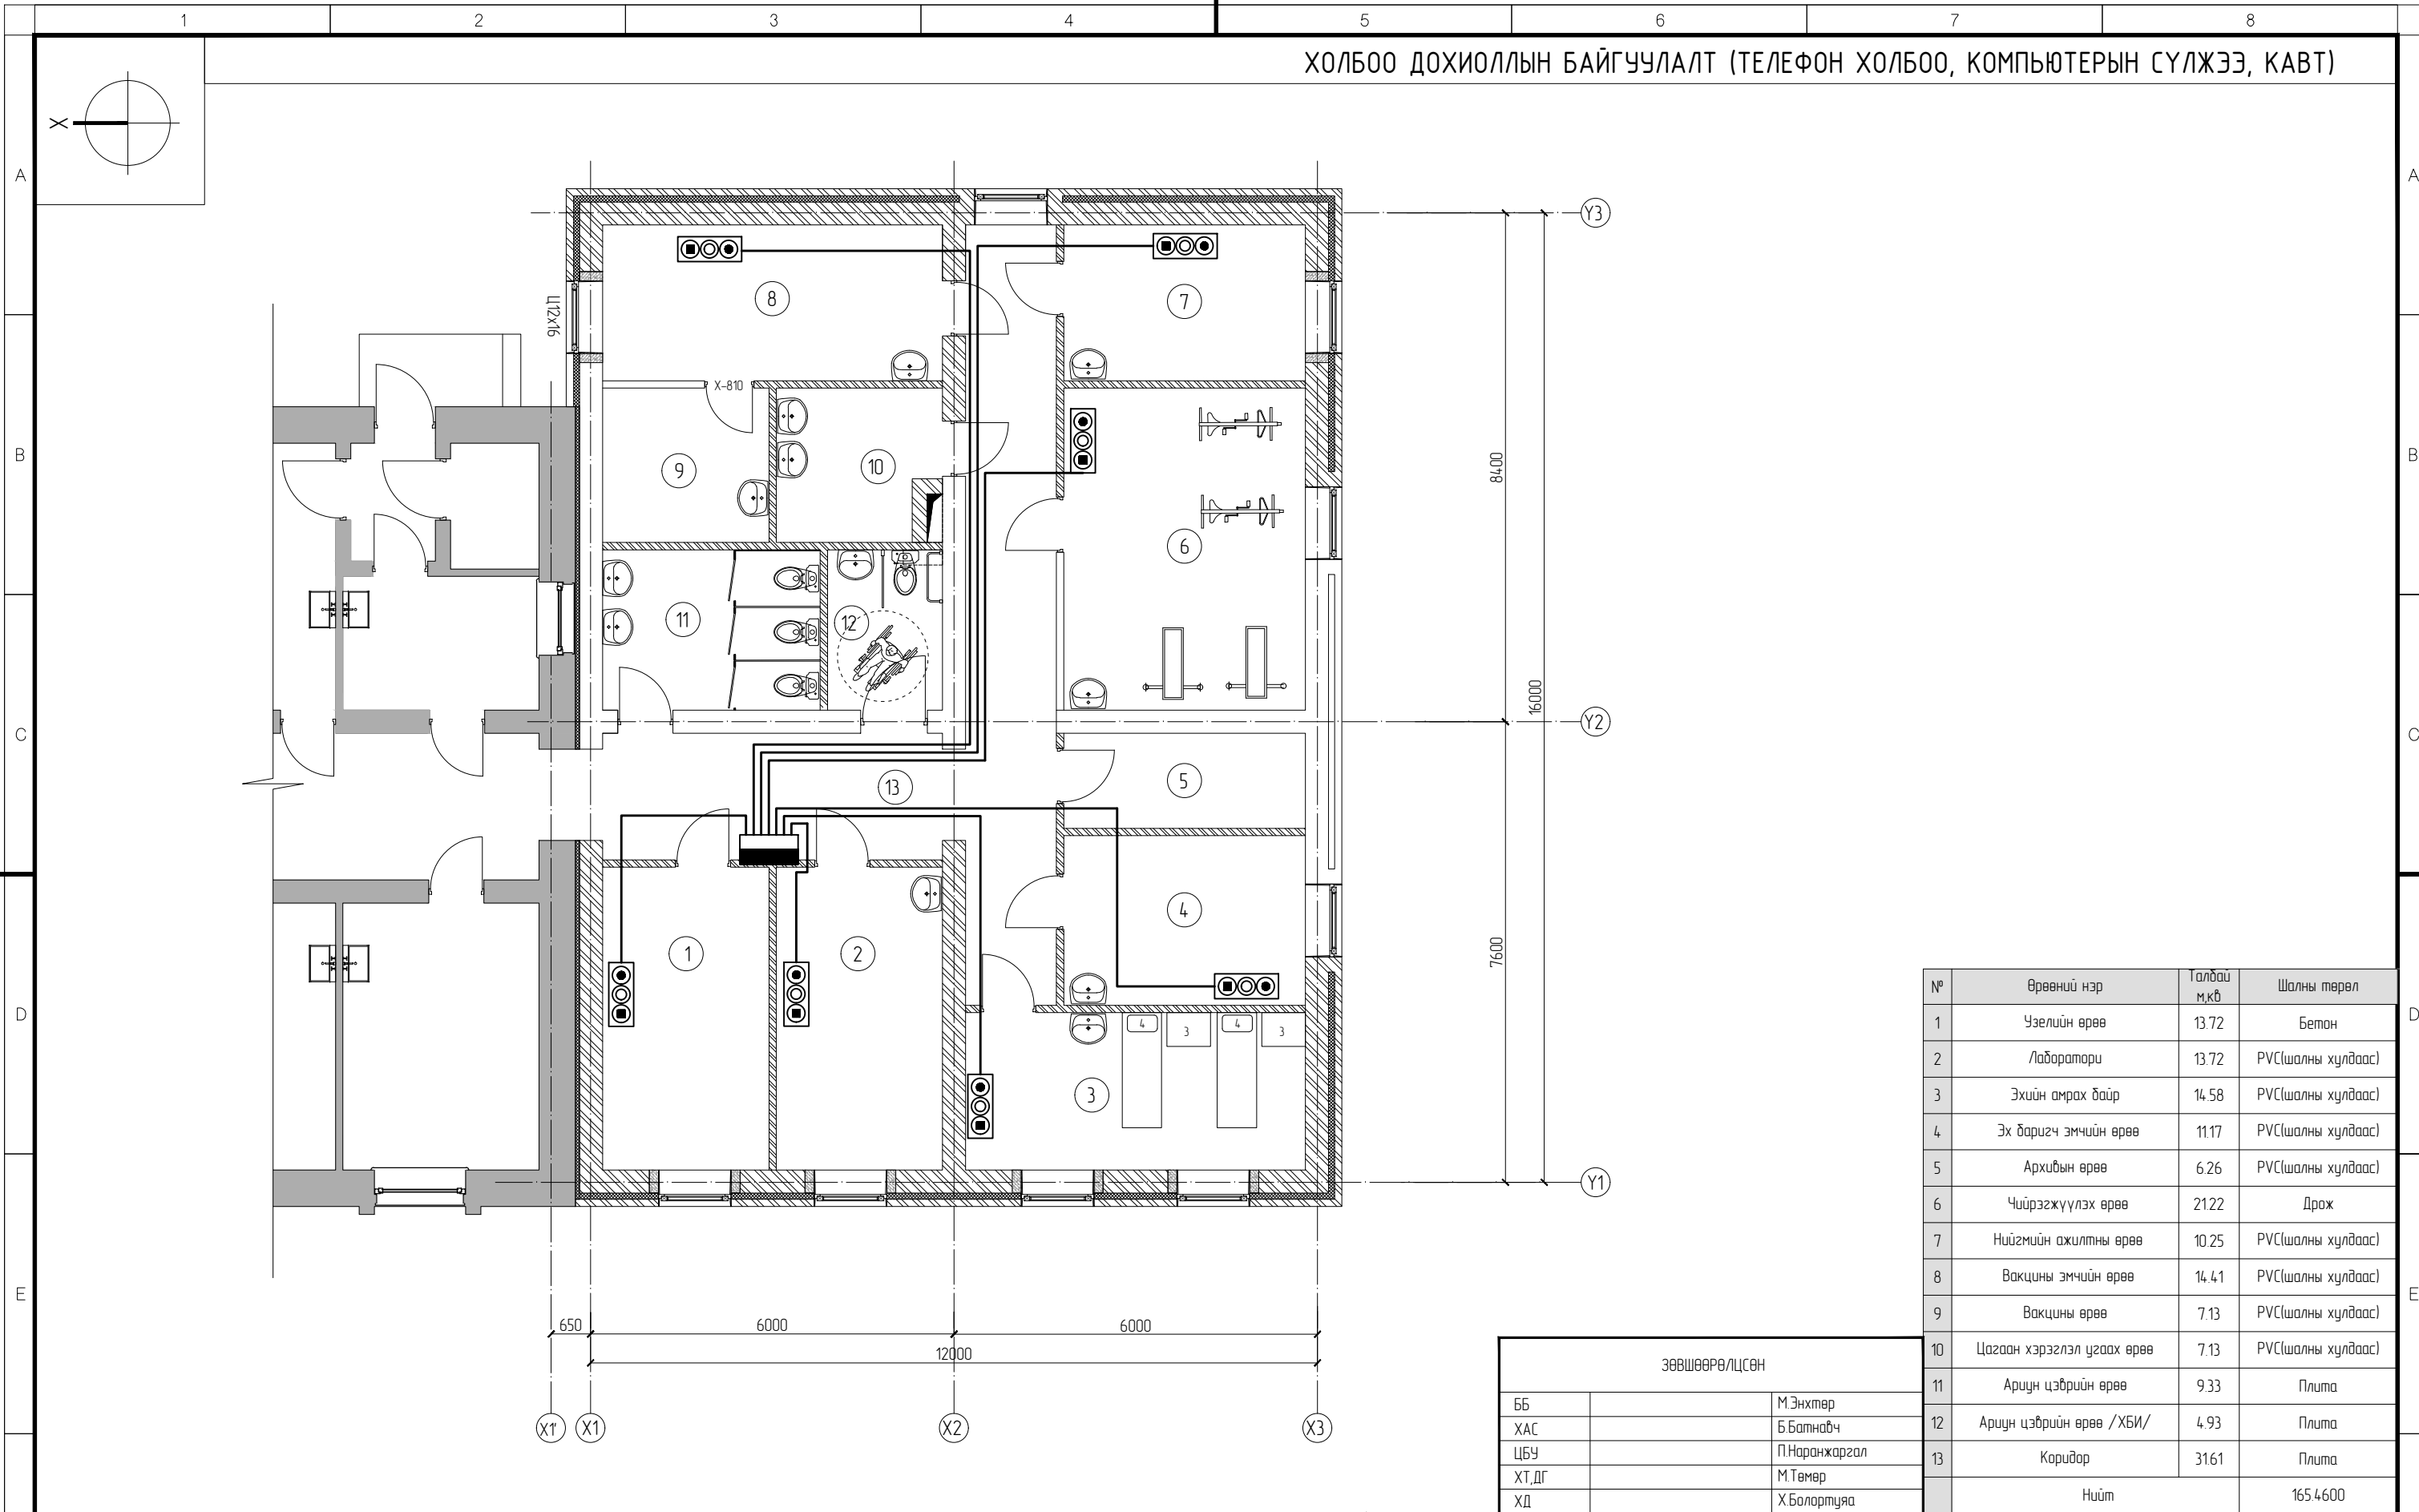 1 2 3 4 5 6 7 8
ХОЛБОО ДОХИОЛЛЫН БАЙГУУЛАЛТ (ТЕЛЕФОН ХОЛБОО, КОМПЬЮТЕРЫН СҮЛЖЭЭ, КАВТ)
X
A A
Y3
8
7
Ц12x16
X-810
B B
9
10
8400
6
11
12
16000
C C
Y2
13
5
4
1
2
7600
D D
4 3 4 3
3
Y1
E E
650 6000 6000
12000
X1' X1 X2 X3
№ Өрөөний нэр Талбай м,кв Шалны төрөл
1 Узелийн өрөө 13.72 Бетон
2 Лаборатори 13.72 PVC(шалны хулдаас)
3 Эхийн амрах байр 14.58 PVC(шалны хулдаас)
4 Эх баригч эмчийн өрөө 11.17 PVC(шалны хулдаас)
5 Архивын өрөө 6.26 PVC(шалны хулдаас)
6 Чийрэгжүүлэх өрөө 21.22 Дрож
7 Нийгмийн ажилтны өрөө 10.25 PVC(шалны хулдаас)
8 Вакцины эмчийн өрөө 14.41 PVC(шалны хулдаас)
9 Вакцины өрөө 7.13 PVC(шалны хулдаас)
10 Цагаан хэрэглэл угаах өрөө 7.13 PVC(шалны хулдаас)
11 Ариун цэврийн өрөө 9.33 Плита
12 Ариун цэврийн өрөө /ХБИ/ 4.93 Плита
13 Коридор 31.61 Плита
Нийт 165.4600
ЗӨВШӨӨРӨЛЦСӨН
ББ М.Энхтөр
ХАС Б.Батнавч
ЦБУ П.Наранжаргал
ХТ,ДГ М.Төмөр
ХД Х.Болортуяа